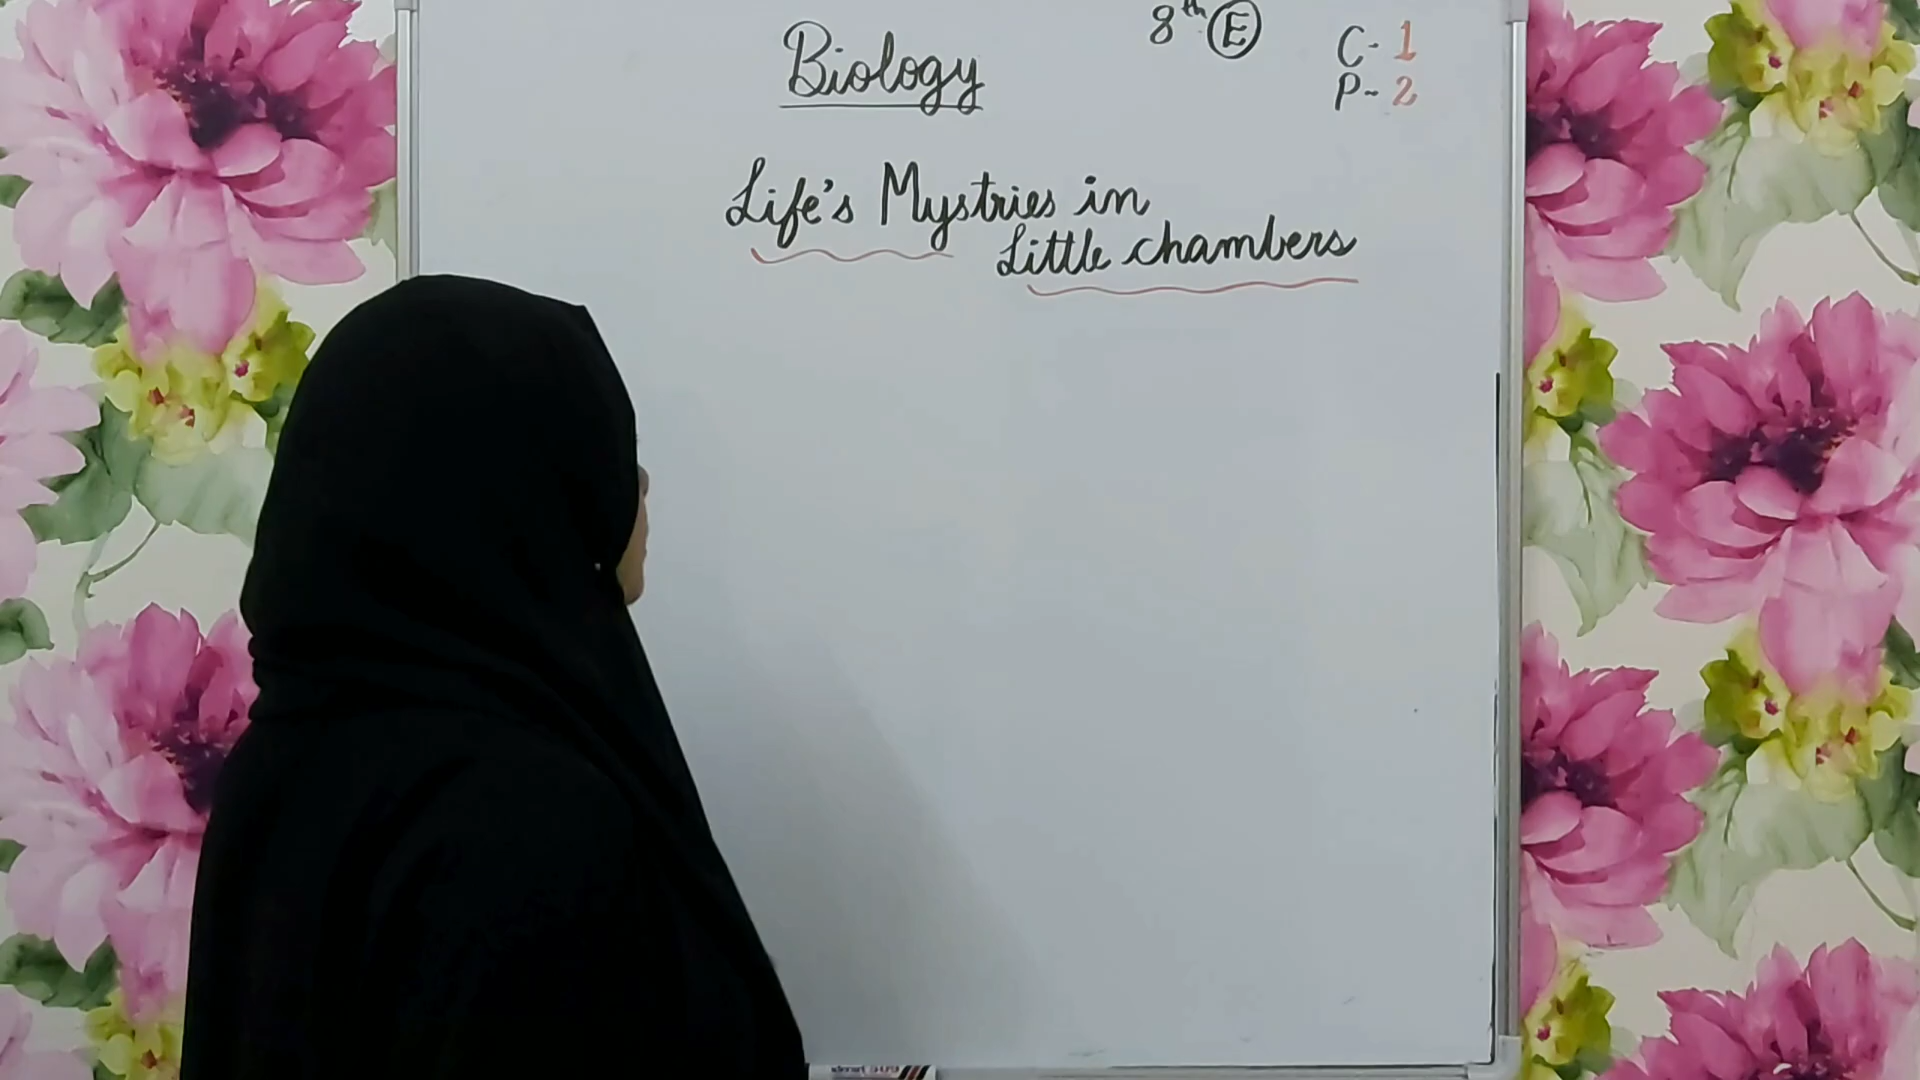 Biology
8th E
C- 1
P- 2
Life's Mystries in
Little chambers